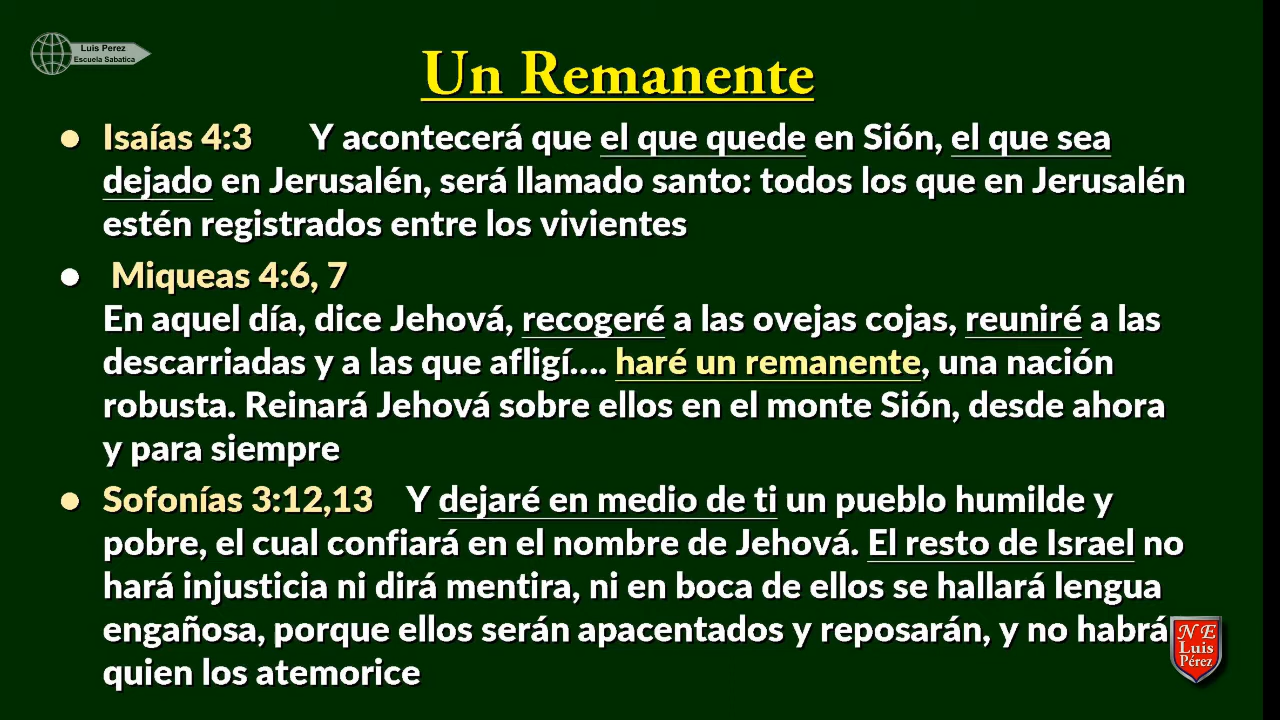 Luis Perez
Escuela Sabatica
Un Remanente
• Isaías 4:3 Y acontecerá que el que quede en Sión, el que sea
dejado en Jerusalén, será llamado santo: todos los que en Jerusalén
estén registrados entre los vivientes
• Miqueas 4:6, 7
En aquel día, dice Jehová, recogeré a las ovejas cojas, reuniré a las
descarriadas y a las que afligí.... haré un remanente, una nación
robusta. Reinará Jehová sobre ellos en el monte Sión, desde ahora
y para siempre
• Sofonías 3:12,13 Y dejaré en medio de ti un pueblo humilde y
pobre, el cual confiará en el nombre de Jehová. El resto de Israel no
hará injusticia ni dirá mentira, ni en boca de ellos se hallará lengua
engañosa, porque ellos serán apacentados y reposarán, y no habrá
quien los atemorice
N E
Luis
Pérez